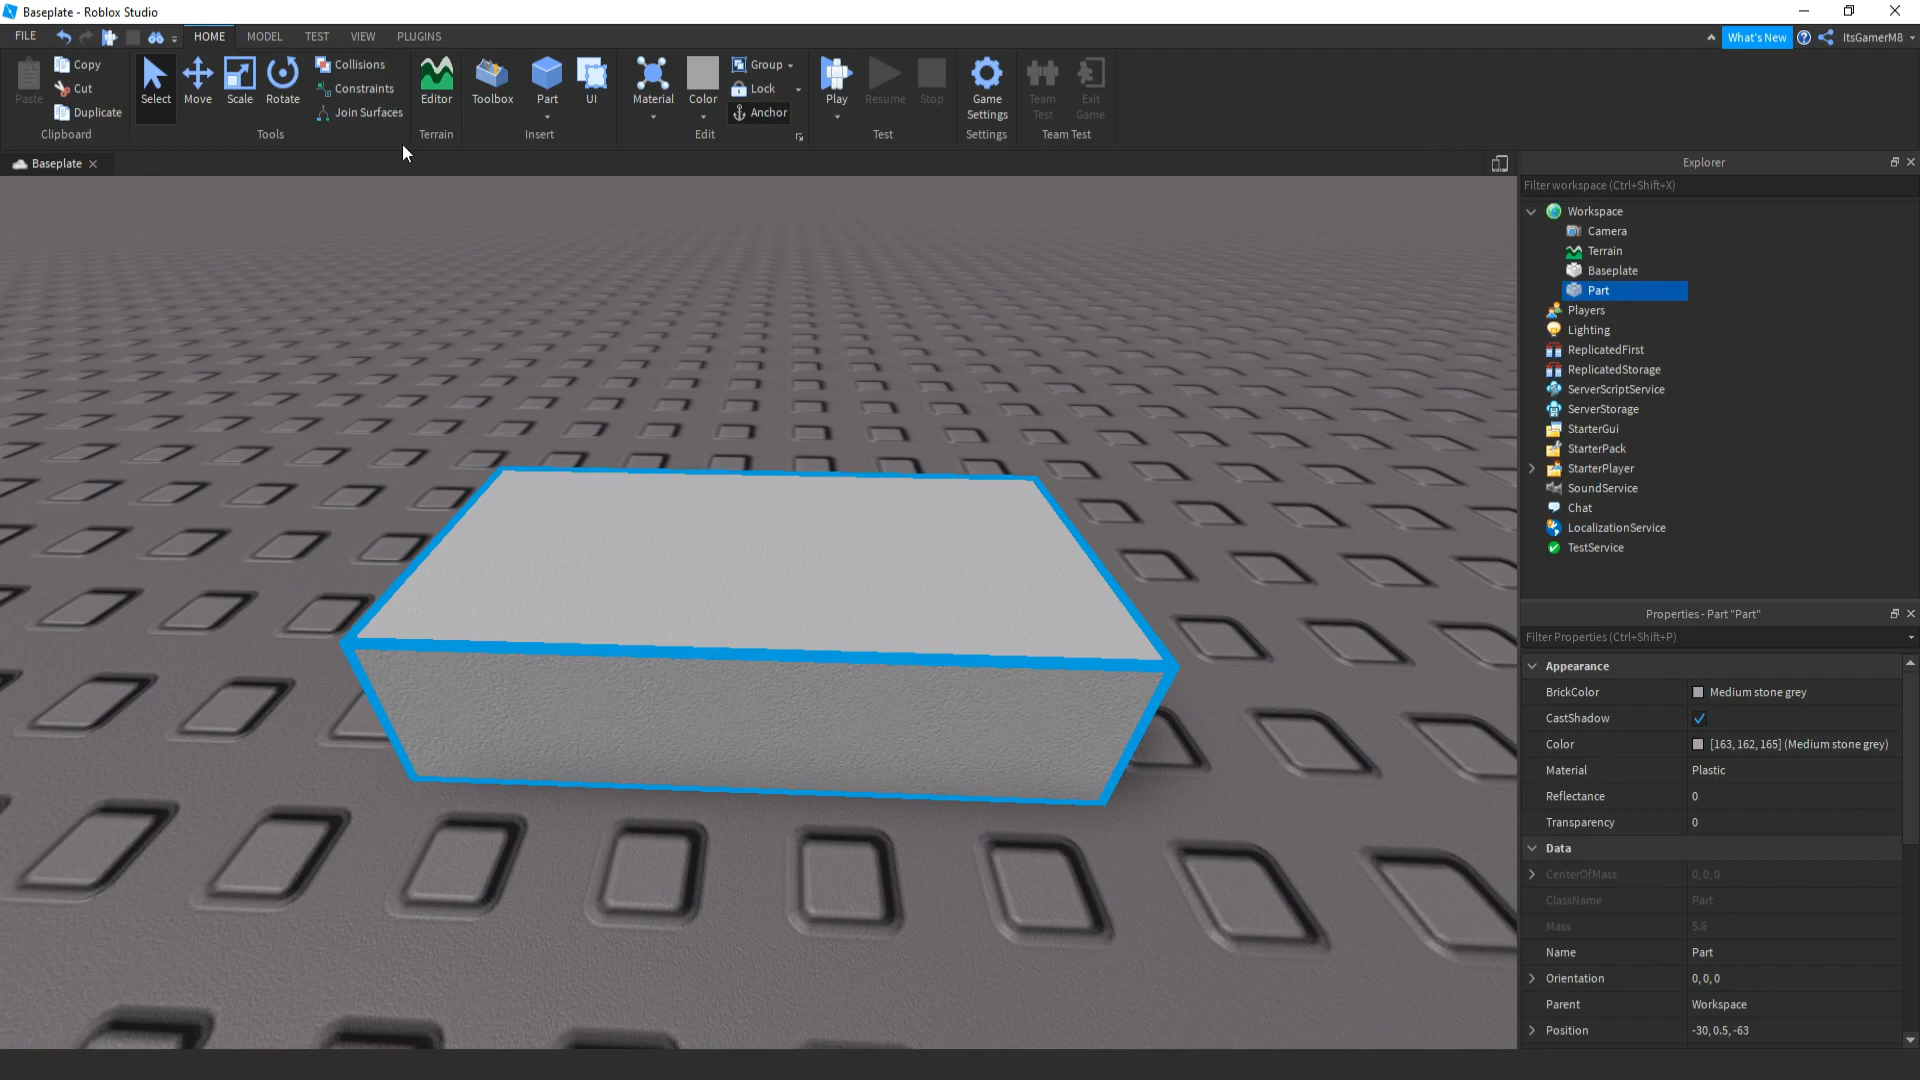 Baseplate - Roblox Studio
FILE HOME MODEL TEST VIEW PLUGINS What's New ItsGamerM8
Paste Copy Cut Duplicate
Clipboard
Select Move Scale Rotate Collisions Constraints Join Surfaces
Tools
Editor
Terrain
Toolbox Part UI
Insert
Material Color Group Lock Anchor
Edit
Play Resume Stop
Test
Game Settings
Settings
Team Test Exit Game
Team Test
Baseplate
Explorer
Filter workspace (Ctrl+Shift+X)
Workspace
Camera
Terrain
Baseplate
Part
Players
Lighting
ReplicatedFirst
ReplicatedStorage
ServerScriptService
ServerStorage
StarterGui
StarterPack
StarterPlayer
SoundService
Chat
LocalizationService
TestService
Properties - Part "Part"
Filter Properties (Ctrl+Shift+P)
Appearance
BrickColor Medium stone grey
CastShadow
Color [163, 162, 165] (Medium stone grey)
Material Plastic
Reflectance 0
Transparency 0
Data
CenterOfMass 0, 0, 0
ClassName Part
Mass 5.6
Name Part
Orientation 0, 0, 0
Parent Workspace
Position -30, 0.5, -63